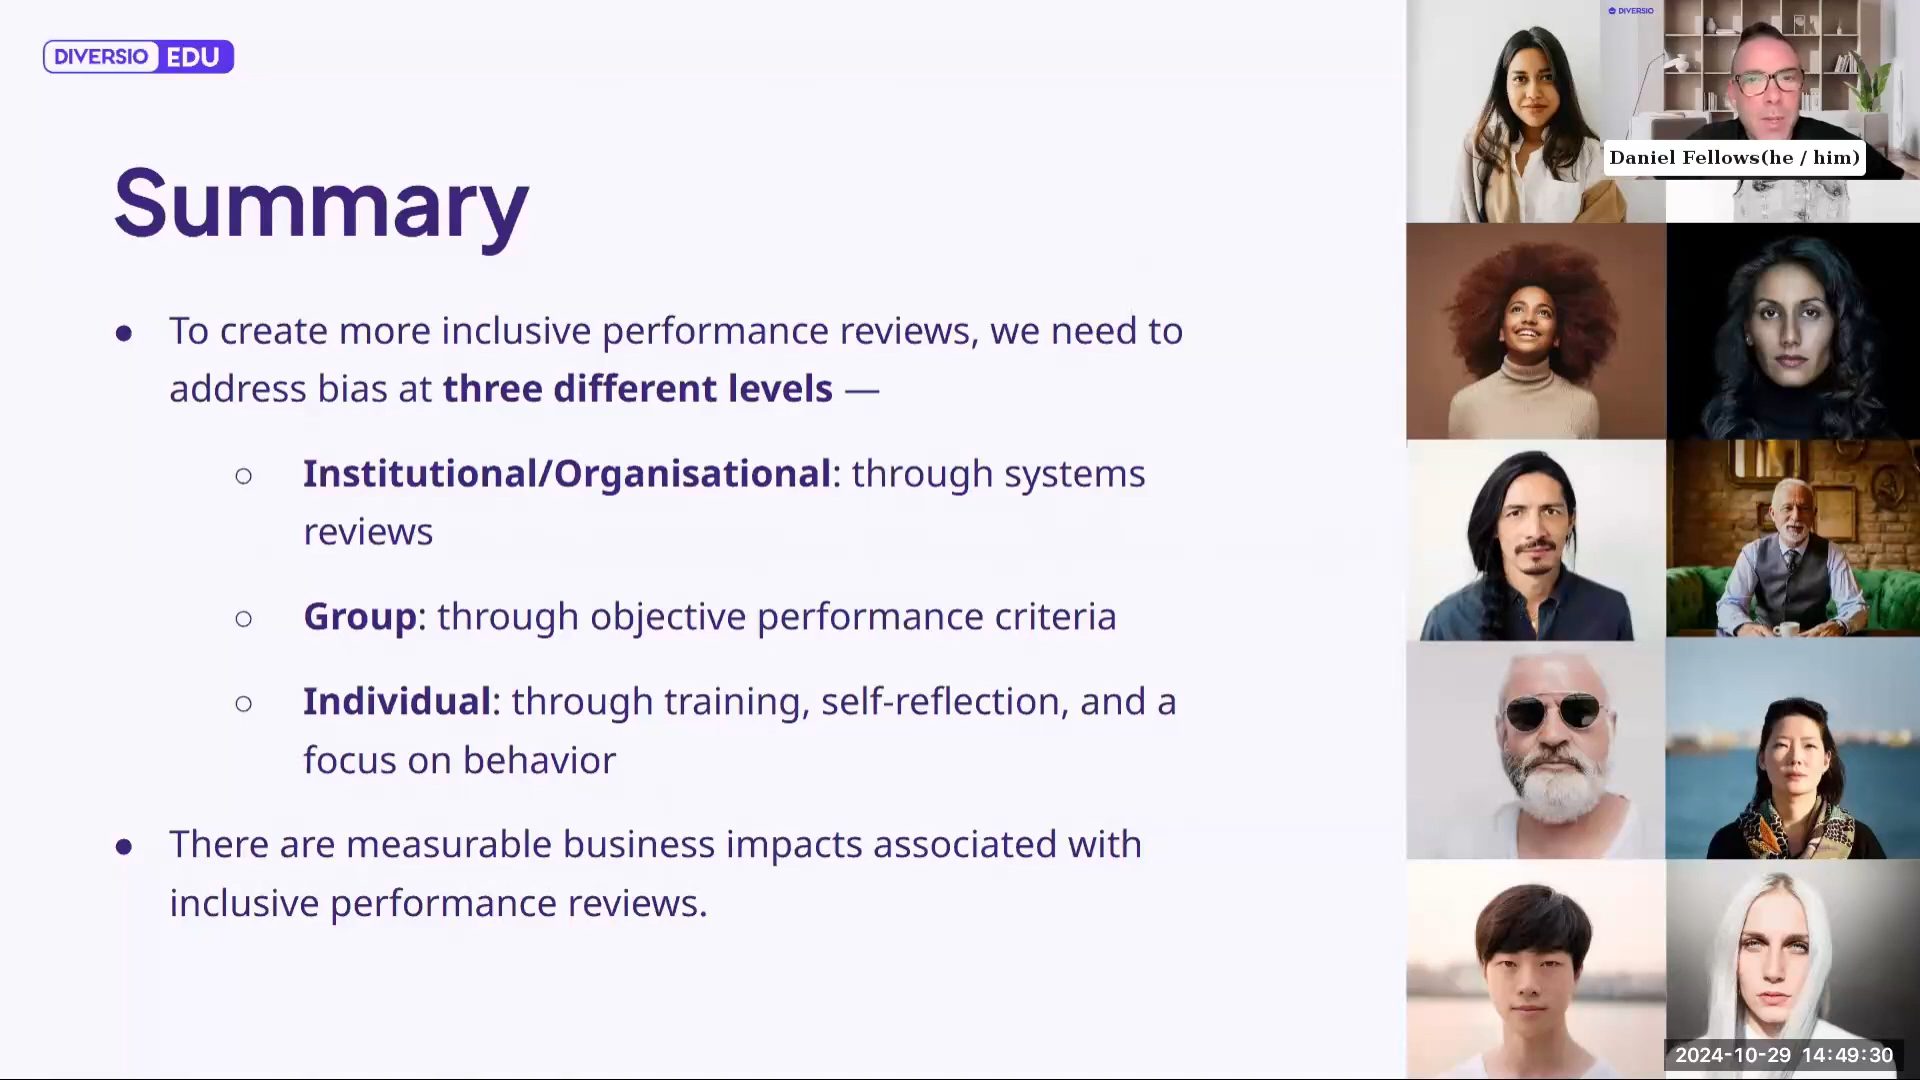 DIVERSIO EDU
DIVERSIO
Daniel Fellows(he / him)
Summary
● To create more inclusive performance reviews, we need to
address bias at three different levels —
○ Institutional/Organisational: through systems
reviews
○ Group: through objective performance criteria
○ Individual: through training, self-reflection, and a
focus on behavior
● There are measurable business impacts associated with
inclusive performance reviews.
2024-10-29 14:49:30